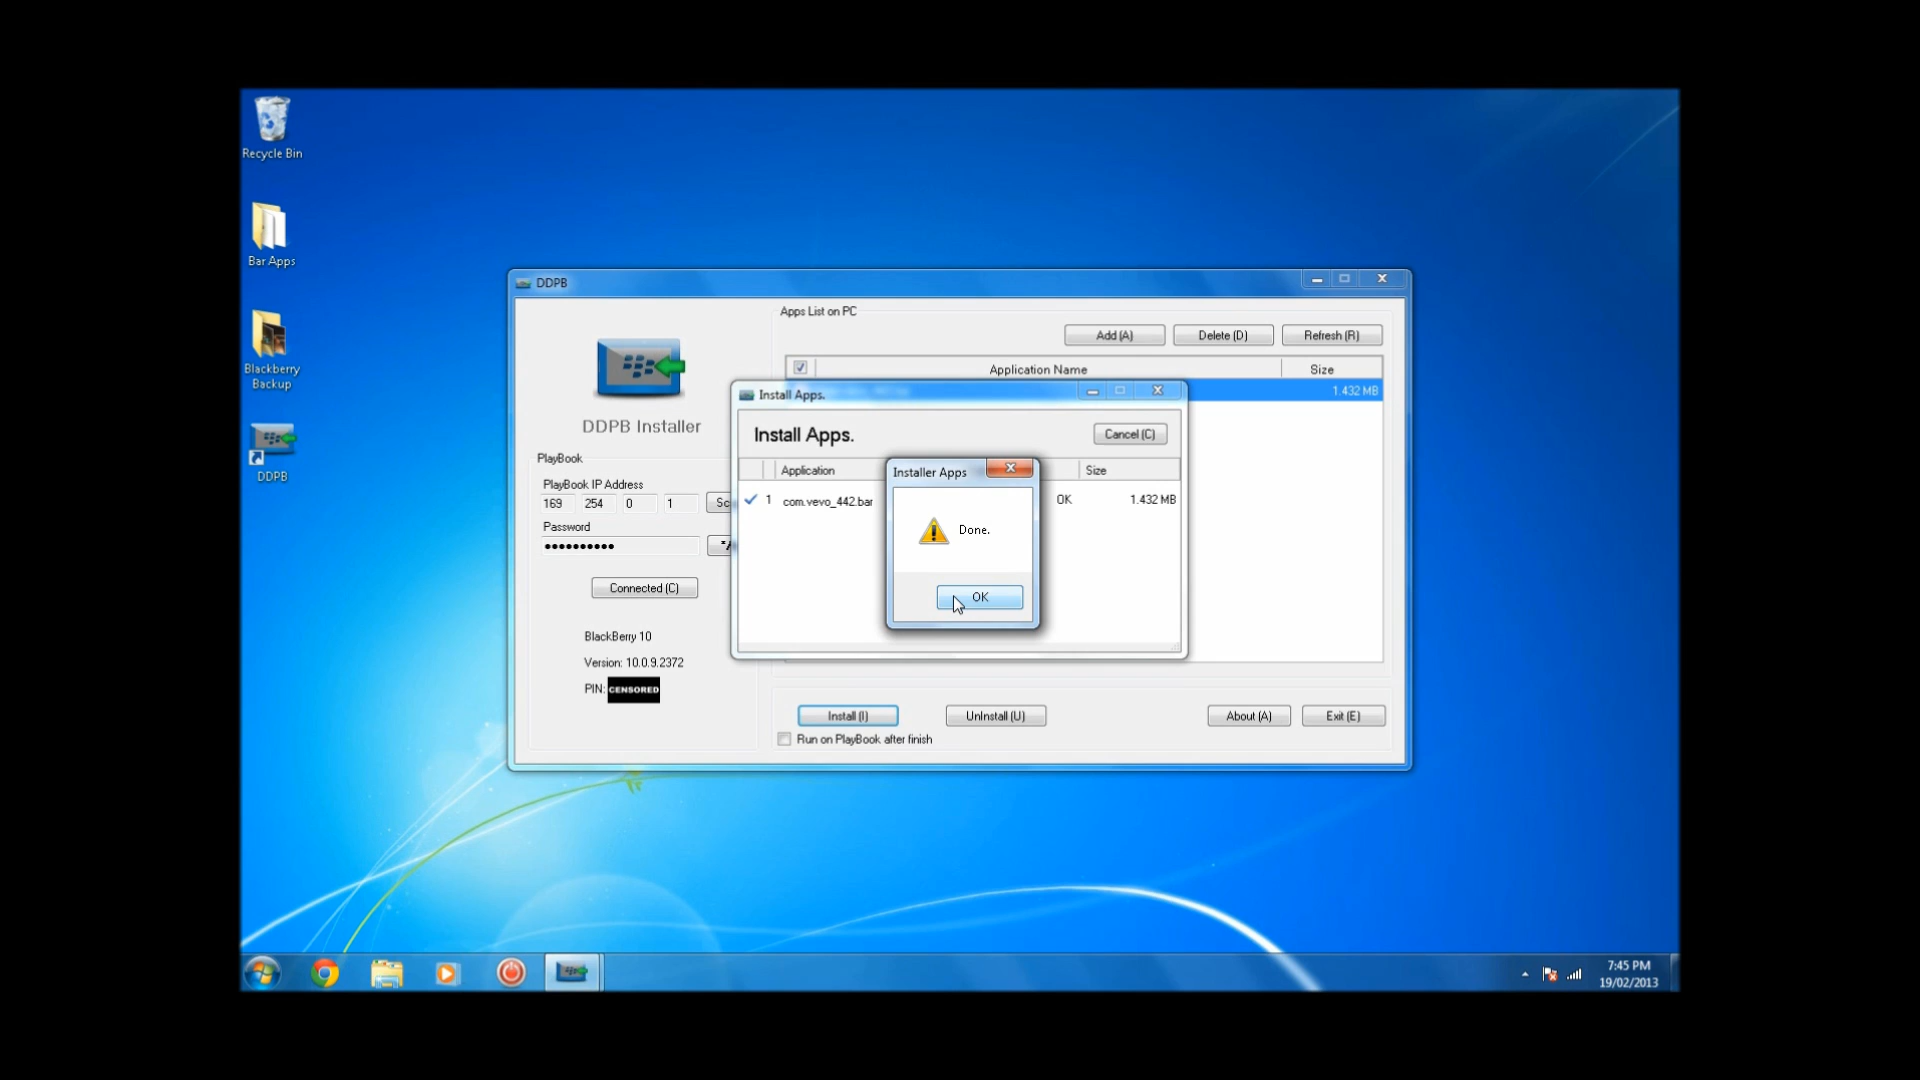 Recycle Bin
Bar Apps
Blackberry
Backup
DDPB
DDPB
Apps List on PC
Add (A)
Delete (D)
Refresh (R)
Application Name
Size
1.432 MB
DDPB Installer
PlayBook
PlayBook IP Address
169 254 0 1
Password
Connected (C)
BlackBerry 10
Version: 10.0.9.2372
PIN: CENSORED
Install Apps.
Install Apps.
Cancel (C)
Application
Size
1 com.vevo_442.bar
OK
1.432 MB
Installer Apps
Done.
OK
Install (I)
UnInstall (U)
About (A)
Exit (E)
Run on PlayBook after finish
7:45 PM
19/02/2013